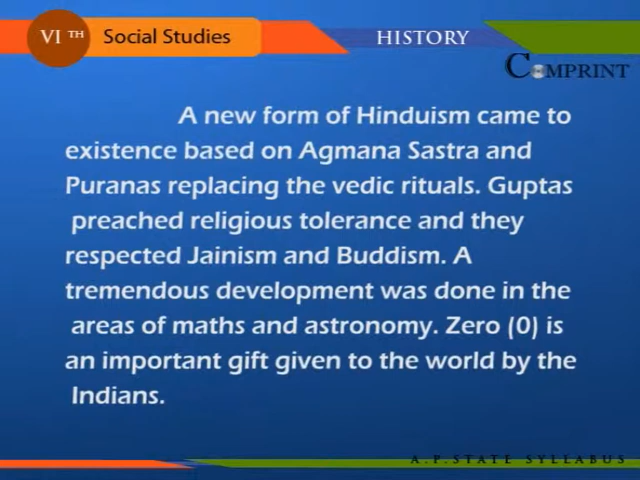 VI TH Social Studies
HISTORY
COMPRINT
A new form of Hinduism came to
existence based on Agmana Sastra and
Puranas replacing the vedic rituals. Guptas
preached religious tolerance and they
respected Jainism and Buddism. A
tremendous development was done in the
areas of maths and astronomy. Zero (0) is
an important gift given to the world by the
Indians.
A.P.STATE SYLLABUS